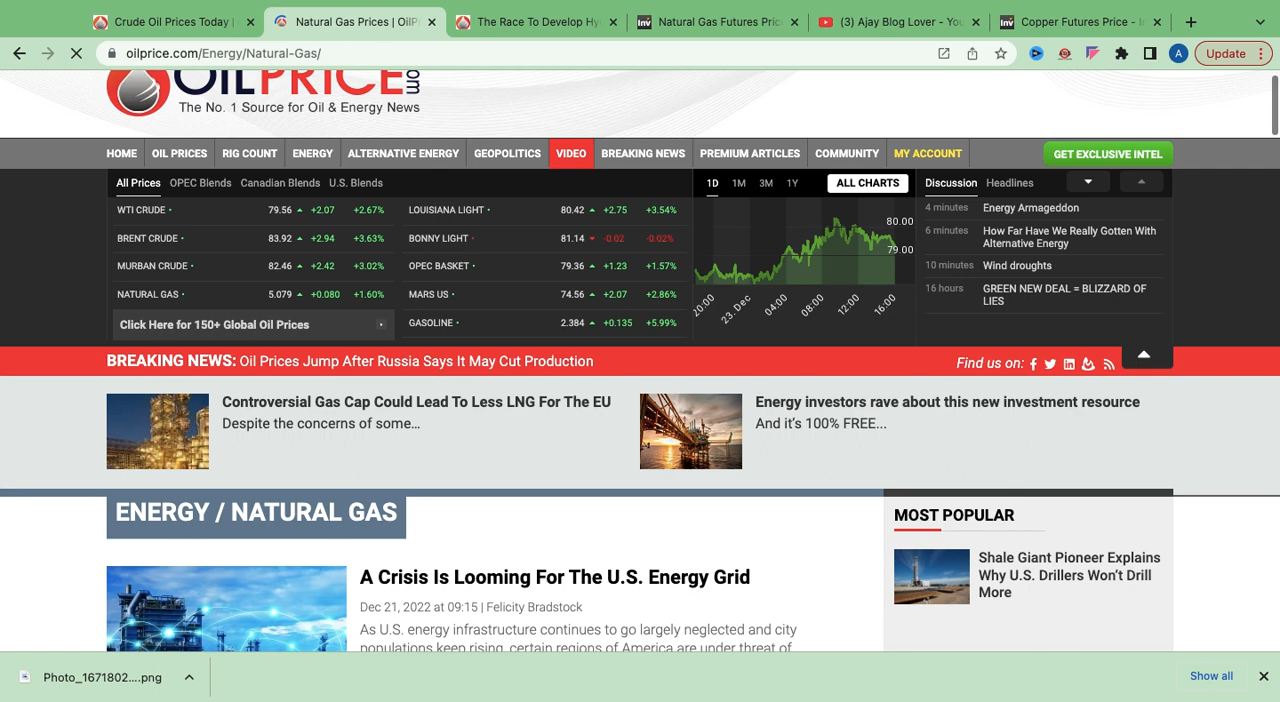 Crude Oil Prices Today |
Natural Gas Prices | OilP
The Race To Develop Hy
Inv Natural Gas Futures Pric
(3) Ajay Blog Lover - You
Inv Copper Futures Price - In
oilprice.com/Energy/Natural-Gas/
A
Update
OILPRICE.com
The No. 1 Source for Oil & Energy News
HOME OIL PRICES RIG COUNT ENERGY ALTERNATIVE ENERGY GEOPOLITICS VIDEO BREAKING NEWS PREMIUM ARTICLES COMMUNITY MY ACCOUNT GET EXCLUSIVE INTEL
All Prices OPEC Blends Canadian Blends U.S. Blends
WTI CRUDE • 79.56 +2.07 +2.67%
BRENT CRUDE • 83.92 +2.94 +3.63%
MURBAN CRUDE • 82.46 +2.42 +3.02%
NATURAL GAS • 5.079 +0.080 +1.60%
Click Here for 150+ Global Oil Prices
LOUISIANA LIGHT • 80.42 +2.75 +3.54%
BONNY LIGHT • 81.14 -0.02 -0.02%
OPEC BASKET • 79.36 +1.23 +1.57%
MARS US • 74.56 +2.07 +2.86%
GASOLINE • 2.384 +0.135 +5.99%
1D 1M 3M 1Y ALL CHARTS
80.00
79.00
20:00 23. Dec 04:00 08:00 12:00 16:00
Discussion Headlines
4 minutes Energy Armageddon
6 minutes How Far Have We Really Gotten With
Alternative Energy
10 minutes Wind droughts
16 hours GREEN NEW DEAL = BLIZZARD OF
LIES
BREAKING NEWS: Oil Prices Jump After Russia Says It May Cut Production
Find us on:
Controversial Gas Cap Could Lead To Less LNG For The EU
Despite the concerns of some…
Energy investors rave about this new investment resource
And it's 100% FREE...
ENERGY / NATURAL GAS
A Crisis Is Looming For The U.S. Energy Grid
Dec 21, 2022 at 09:15 | Felicity Bradstock
As U.S. energy infrastructure continues to go largely neglected and city
populations keep rising, certain regions of America are under threat of
MOST POPULAR
Shale Giant Pioneer Explains
Why U.S. Drillers Won't Drill
More
Photo_1671802....png
Show all